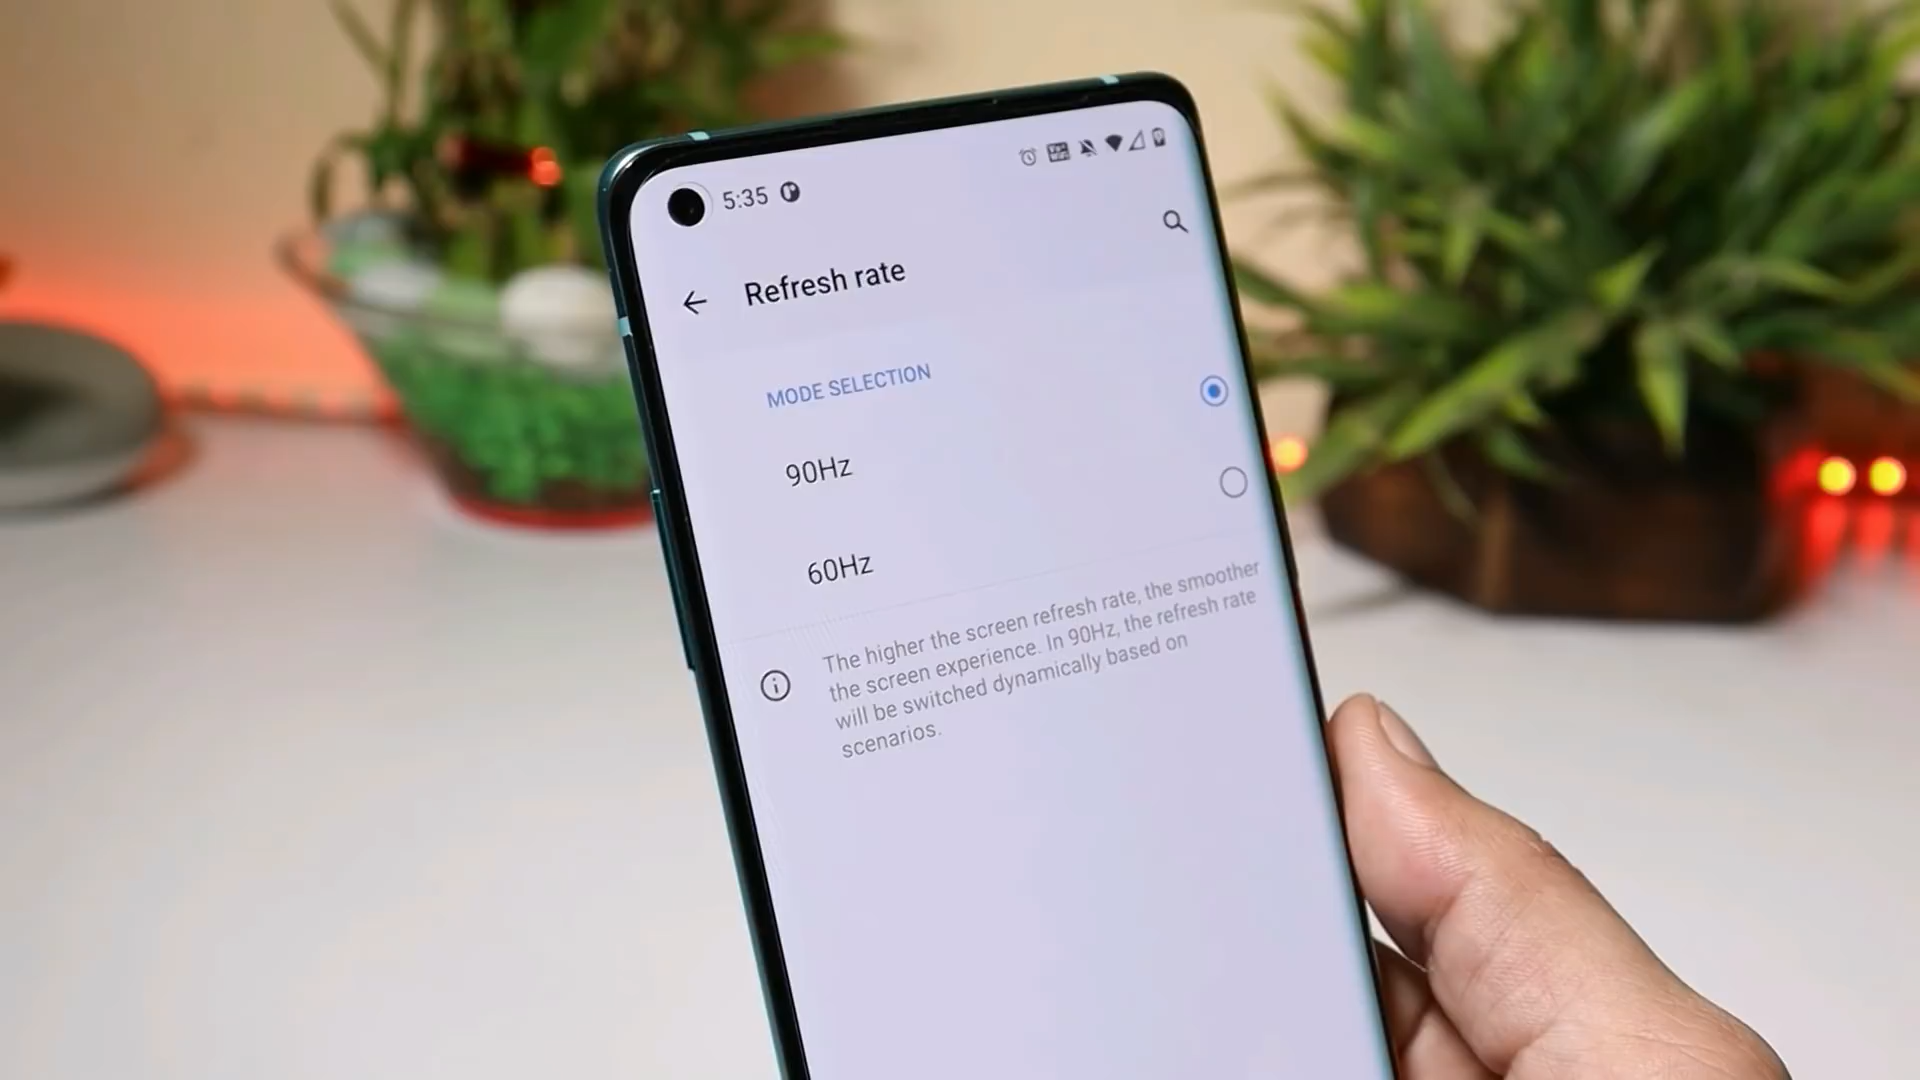 5:35
Refresh rate
MODE SELECTION
90Hz
60Hz
The higher the screen refresh rate, the smoother
the screen experience. In 90Hz, the refresh rate
will be switched dynamically based on
scenarios.